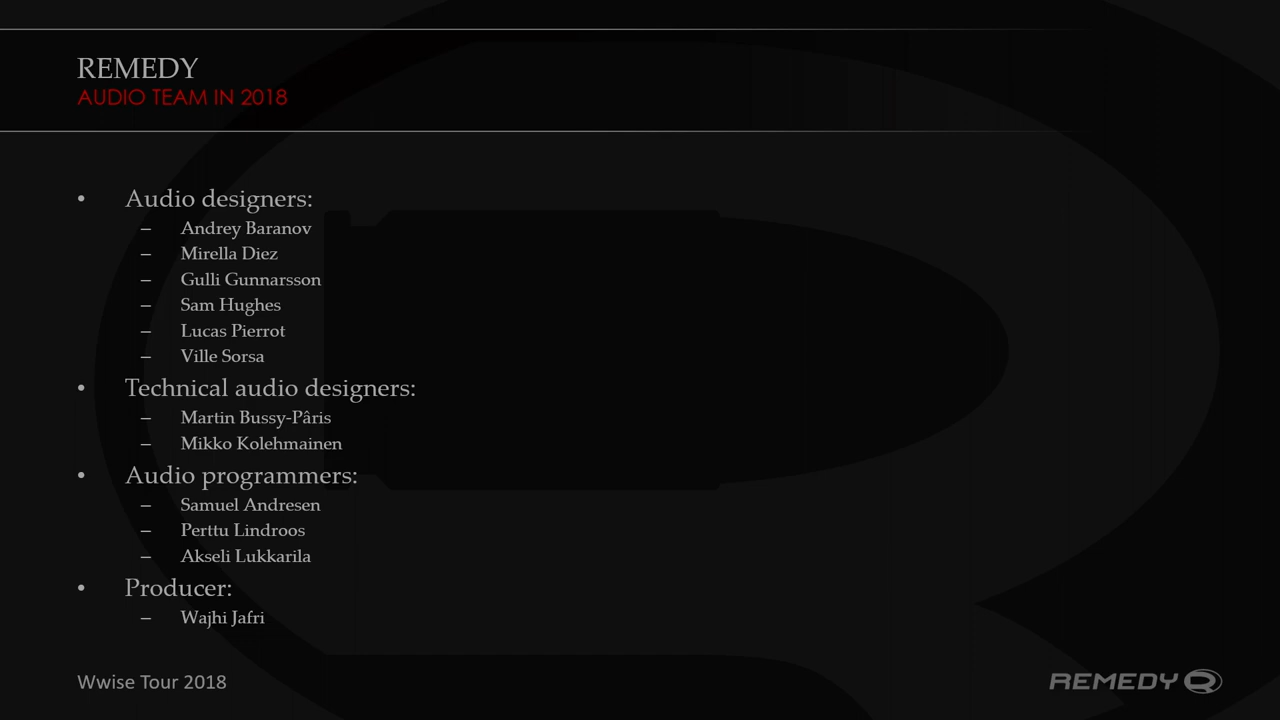 REMEDY
AUDIO TEAM IN 2018
• Audio designers:
– Andrey Baranov
– Mirella Diez
– Gulli Gunnarsson
– Sam Hughes
– Lucas Pierrot
– Ville Sorsa
• Technical audio designers:
– Martin Bussy-Pâris
– Mikko Kolehmainen
• Audio programmers:
– Samuel Andresen
– Perttu Lindroos
– Akseli Lukkarila
• Producer:
– Wajhi Jafri
Wwise Tour 2018
REMEDY